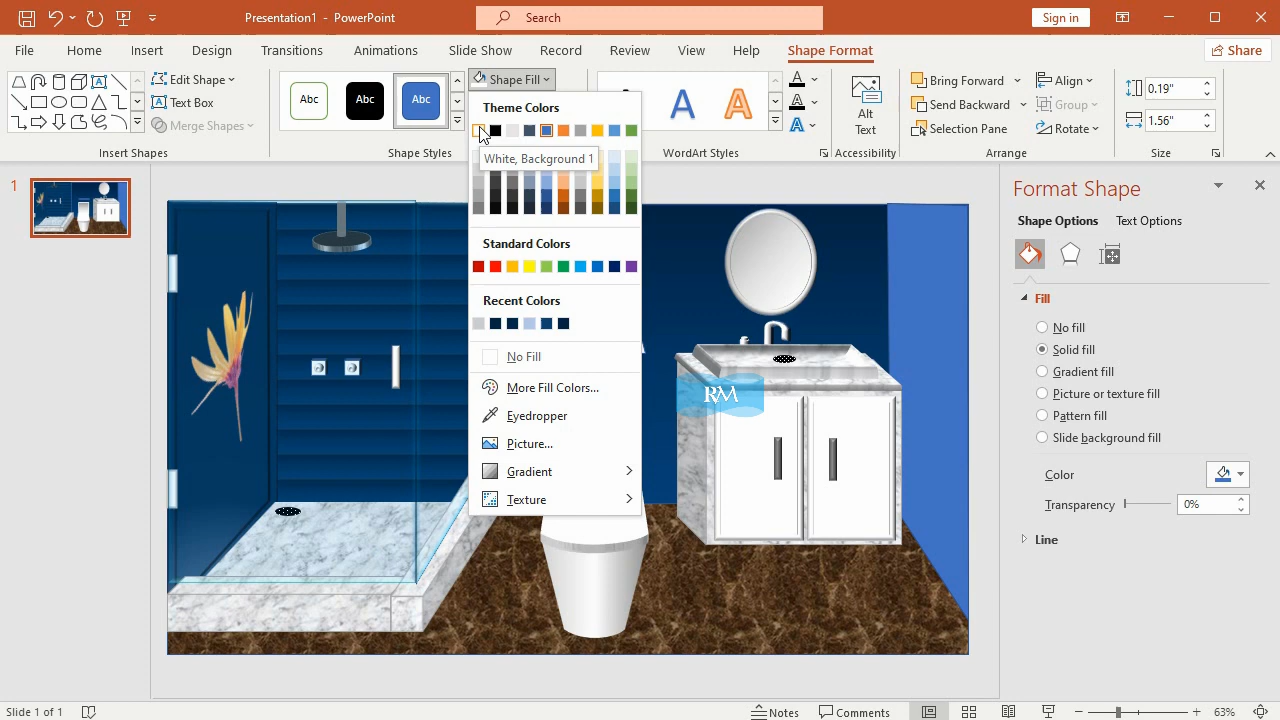 Presentation1 - PowerPoint
Search
Sign in
File Home Insert Design Transitions Animations Slide Show Record Review View Help Shape Format Share
Edit Shape
Text Box
Merge Shapes
Insert Shapes
Abc Abc Abc
Shape Styles
Shape Fill
A A
WordArt Styles
A
A
A
Alt Text
Accessibility
Bring Forward
Send Backward
Selection Pane
Align
Group
Rotate
Arrange
0.19"
1.56"
Size
Theme Colors
White, Background 1
Standard Colors
Recent Colors
No Fill
More Fill Colors...
Eyedropper
Picture...
Gradient
Texture
1
RM
Format Shape
Shape Options Text Options
Fill
No fill
Solid fill
Gradient fill
Picture or texture fill
Pattern fill
Slide background fill
Color
Transparency 0%
Line
Slide 1 of 1
Notes
Comments
63%